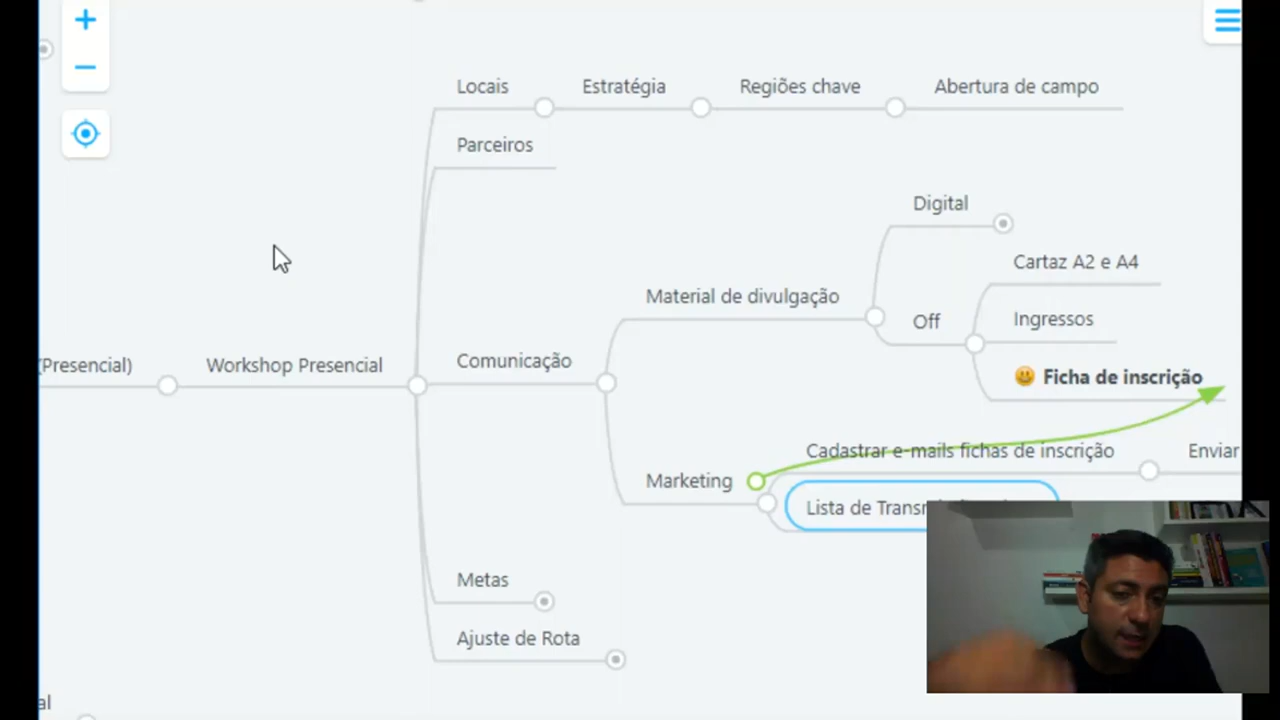 Locais
Estratégia
Regiões chave
Abertura de campo
Parceiros
Digital
Cartaz A2 e A4
Material de divulgação
Off
Ingressos
(Presencial)
Workshop Presencial
Comunicação
Ficha de inscrição
Cadastrar e-mails fichas de inscrição
Enviar
Marketing
Lista de
Metas
Ajuste de Rota
al